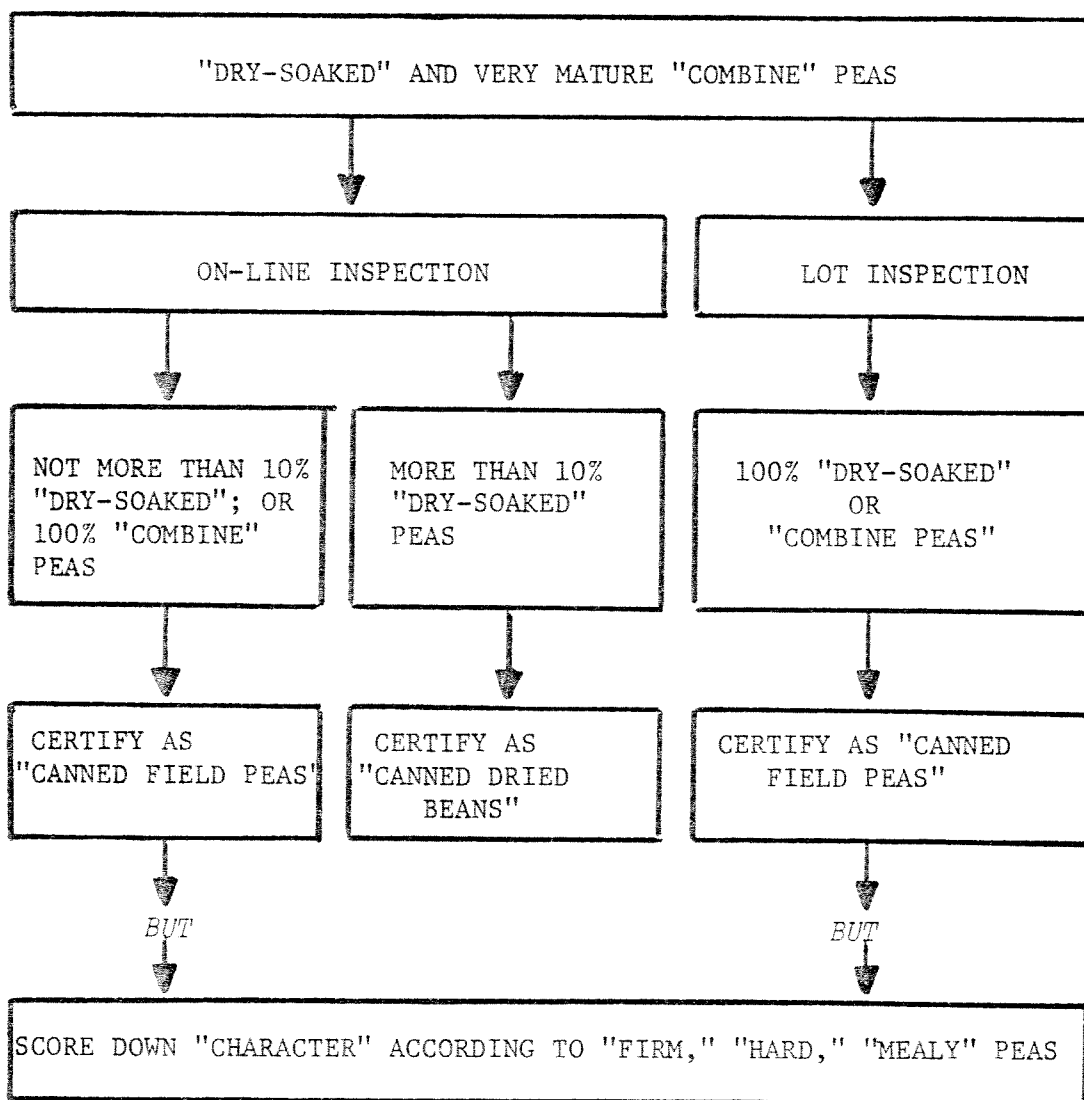 "DRY-SOAKED" AND VERY MATURE "COMBINE" PEAS
ON-LINE INSPECTION
LOT INSPECTION
NOT MORE THAN 10%
"DRY-SOAKED"; OR
100% "COMBINE"
PEAS
MORE THAN 10%
"DRY-SOAKED"
PEAS
100% "DRY-SOAKED"
OR
"COMBINE PEAS"
CERTIFY AS
"CANNED FIELD PEAS"
CERTIFY AS
"CANNED DRIED
BEANS"
CERTIFY AS "CANNED
FIELD PEAS"
BUT
BUT
SCORE DOWN "CHARACTER" ACCORDING TO "FIRM," "HARD," "MEALY" PEAS